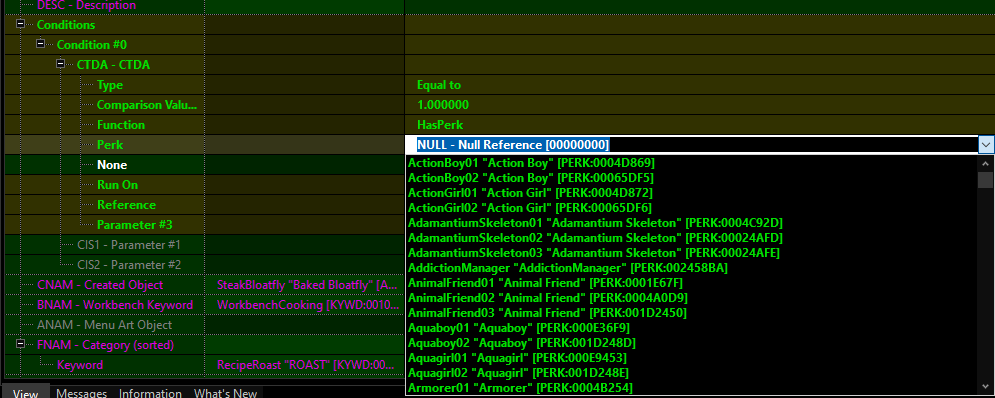 DESC - Description
Conditions
Condition #0
CTDA - CTDA
Type Equal to
Comparison Valu... 1.000000
Function HasPerk
Perk NULL - Null Reference [00000000]
None
Run On
Reference
Parameter #3
CIS1 - Parameter #1
CIS2 - Parameter #2
CNAM - Created Object SteakBloatfly "Baked Bloatfly" [A...
BNAM - Workbench Keyword WorkbenchCooking [KYWD:0010...
ANAM - Menu Art Object
FNAM - Category (sorted)
Keyword RecipeRoast "ROAST" [KYWD:00...
ActionBoy01 "Action Boy" [PERK:0004D869]
ActionBoy02 "Action Boy" [PERK:00065DF5]
ActionGirl01 "Action Girl" [PERK:0004D872]
ActionGirl02 "Action Girl" [PERK:00065DF6]
AdamantiumSkeleton01 "Adamantium Skeleton" [PERK:0004C92D]
AdamantiumSkeleton02 "Adamantium Skeleton" [PERK:00024AFD]
AdamantiumSkeleton03 "Adamantium Skeleton" [PERK:00024AFE]
AddictionManager "AddictionManager" [PERK:002458BA]
AnimalFriend01 "Animal Friend" [PERK:0001E67F]
AnimalFriend02 "Animal Friend" [PERK:0004A0D9]
AnimalFriend03 "Animal Friend" [PERK:001D2450]
Aquaboy01 "Aquaboy" [PERK:000E36F9]
Aquaboy02 "Aquaboy" [PERK:001D248D]
Aquagirl01 "Aquagirl" [PERK:000E9453]
Aquagirl02 "Aquagirl" [PERK:001D248E]
Armorer01 "Armorer" [PERK:0004B254]
View Messages Information What's New